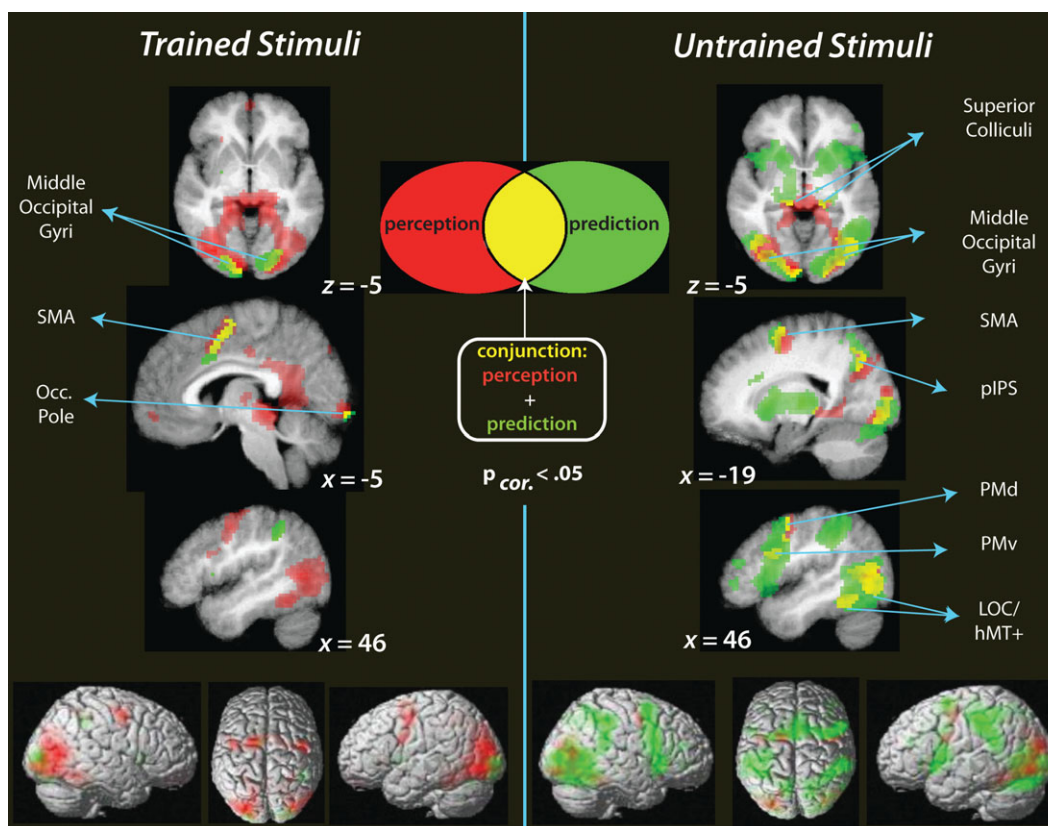 Trained Stimuli
Middle
Occipital
Gyri
z = -5
SMA
Occ.
Pole
x = -5
x = 46
perception
prediction
conjunction:
perception
+
prediction
p cor. < .05
Untrained Stimuli
Superior
Colliculi
Middle
Occipital
Gyri
z = -5
SMA
pIPS
x = -19
PMd
PMv
LOC/
hMT+
x = 46